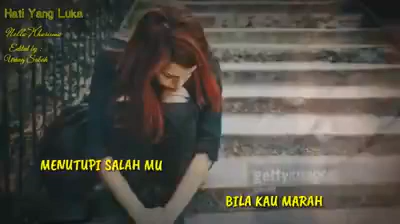 Hati Yang Luka
Nella Kharisma
Edited by :
MENUTUPI SALAH MU
gettyimages
BILA KAU MARAH